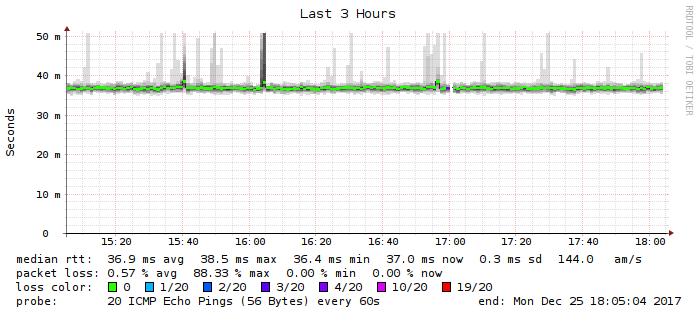 Last 3 Hours
RRDTOOL / TOBI OETIKER
Seconds
50 m
40 m
30 m
20 m
10 m
0
15:20 15:40 16:00 16:20 16:40 17:00 17:20 17:40 18:00
median rtt: 36.9 ms avg 38.5 ms max 36.4 ms min 37.0 ms now 0.3 ms sd 144.0 am/s
packet loss: 0.57 % avg 88.33 % max 0.00 % min 0.00 % now
loss color: 0 1/20 2/20 3/20 4/20 10/20 19/20
probe: 20 ICMP Echo Pings (56 Bytes) every 60s end: Mon Dec 25 18:05:04 2017